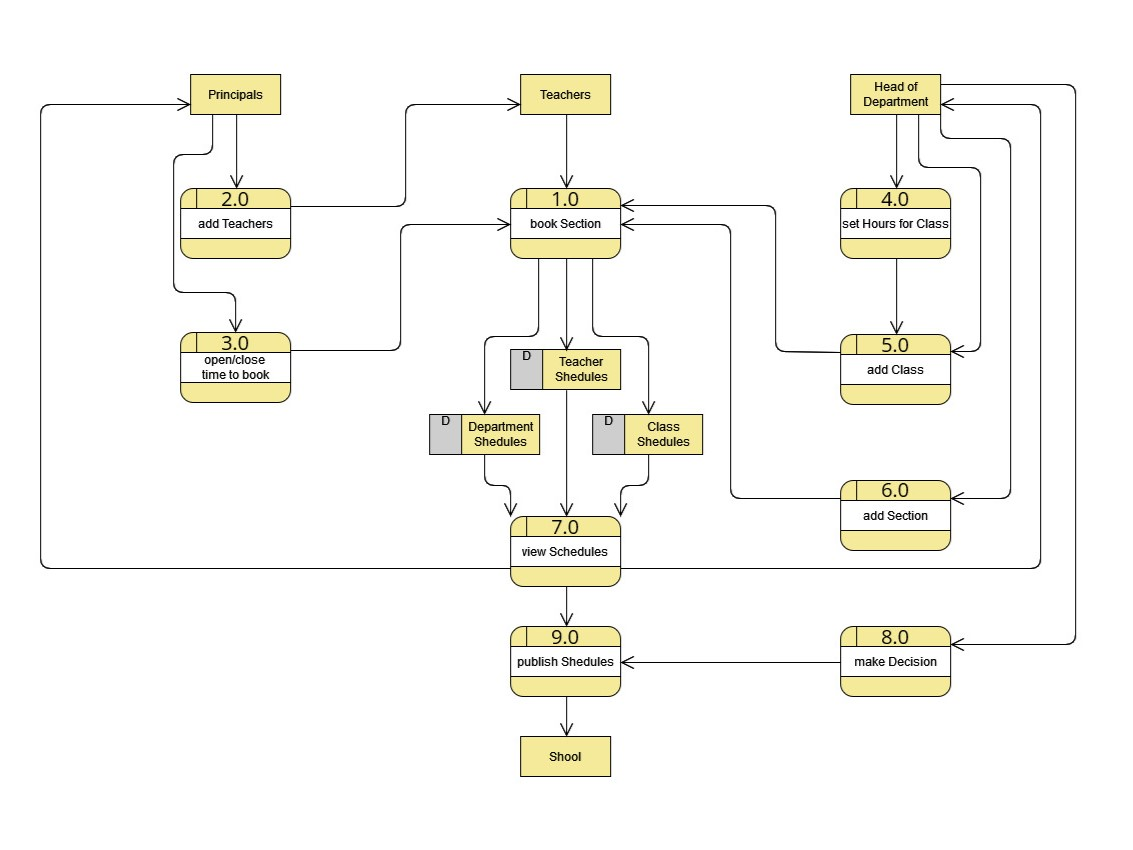 Principals
Teachers
Head of
Department
2.0
add Teachers
1.0
book Section
4.0
set Hours for Class
3.0
open/close
time to book
5.0
add Class
D
Teacher
Shedules
D
Department
Shedules
D
Class
Shedules
6.0
add Section
7.0
view Schedules
9.0
publish Shedules
8.0
make Decision
Shool